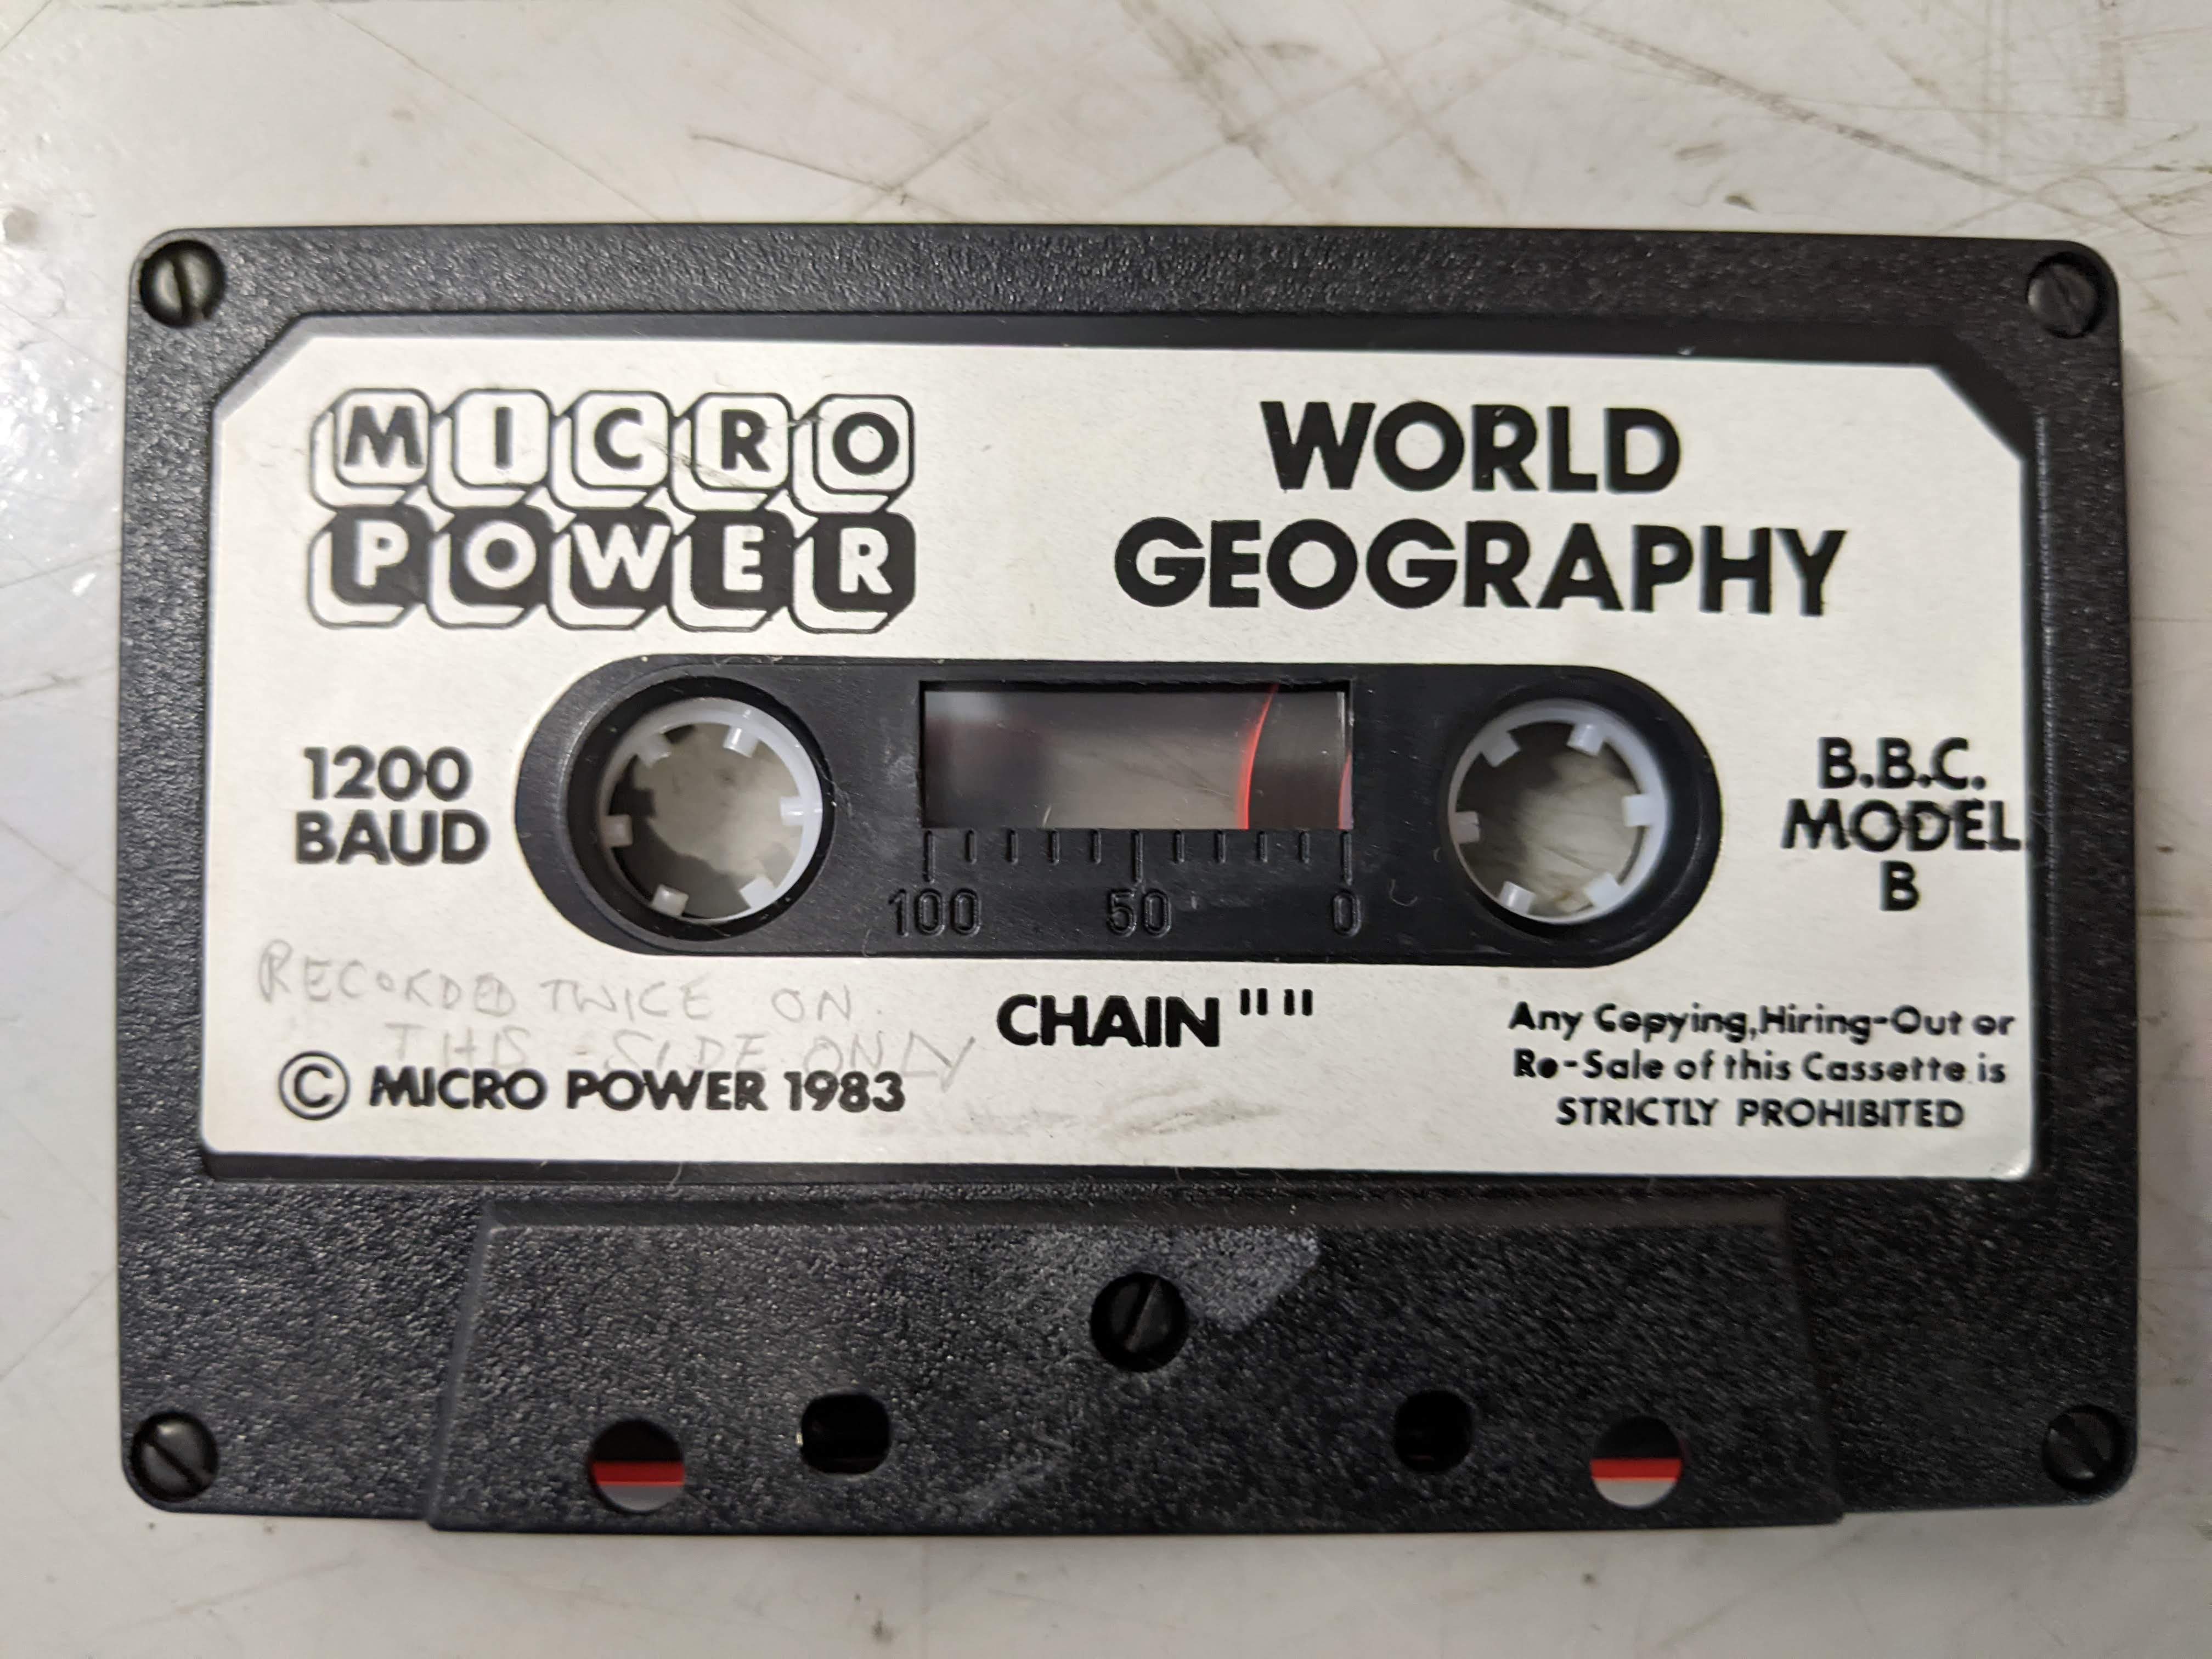 MICRO
POWER
WORLD
GEOGRAPHY
1200
BAUD
100 50 0
B.B.C.
MODEL
B
RECORDED TWICE ON
THIS SIDE ONLY
CHAIN ""
© MICRO POWER 1983
Any Copying,Hiring-Out or
Re-Sale of this Cassette is
STRICTLY PROHIBITED